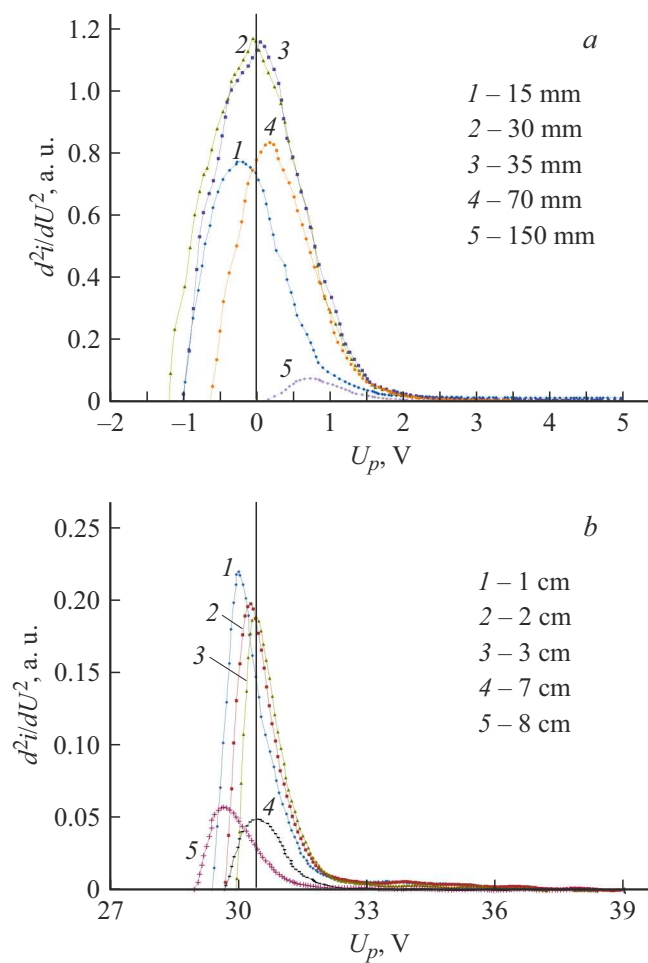 a
1.2
1.0
0.8
0.6
0.4
0.2
0
d²i/dU², a. u.
2
3
4
1
5
1 – 15 mm
2 – 30 mm
3 – 35 mm
4 – 70 mm
5 – 150 mm
–2 –1 0 1 2 3 4 5
U_p, V
b
0.25
0.20
0.15
0.10
0.05
0
d²i/dU², a. u.
1
2
3
4
5
1 – 1 cm
2 – 2 cm
3 – 3 cm
4 – 7 cm
5 – 8 cm
27 30 33 36 39
U_p, V